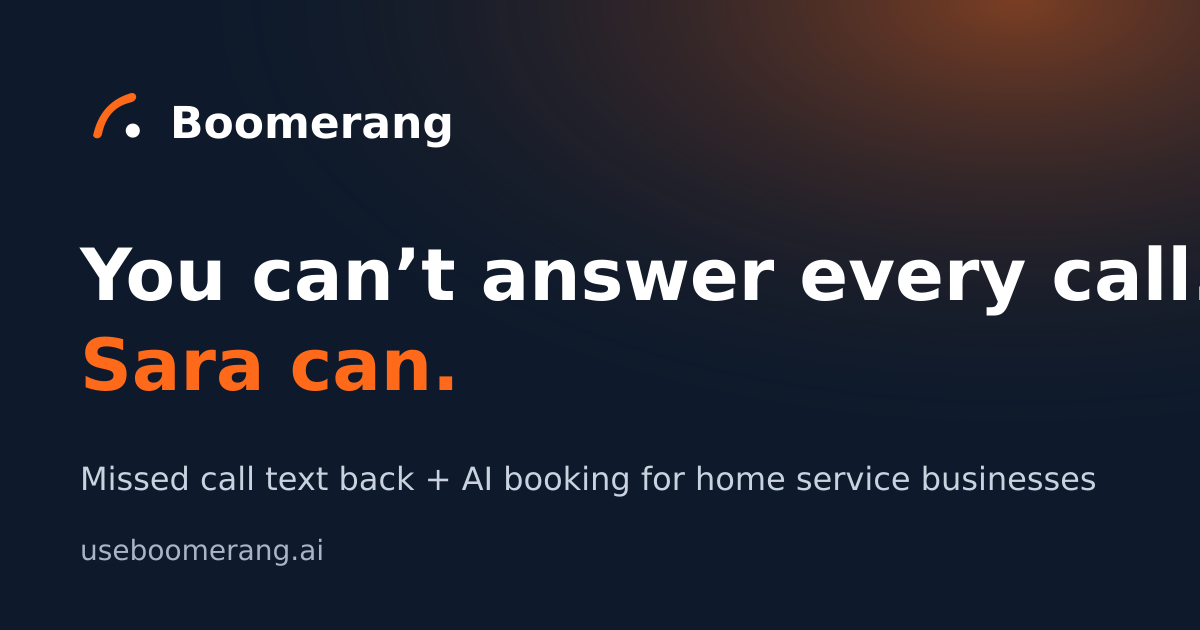 Boomerang
You can’t answer every call.
Sara can.
Missed call text back + AI booking for home service businesses
useboomerang.ai